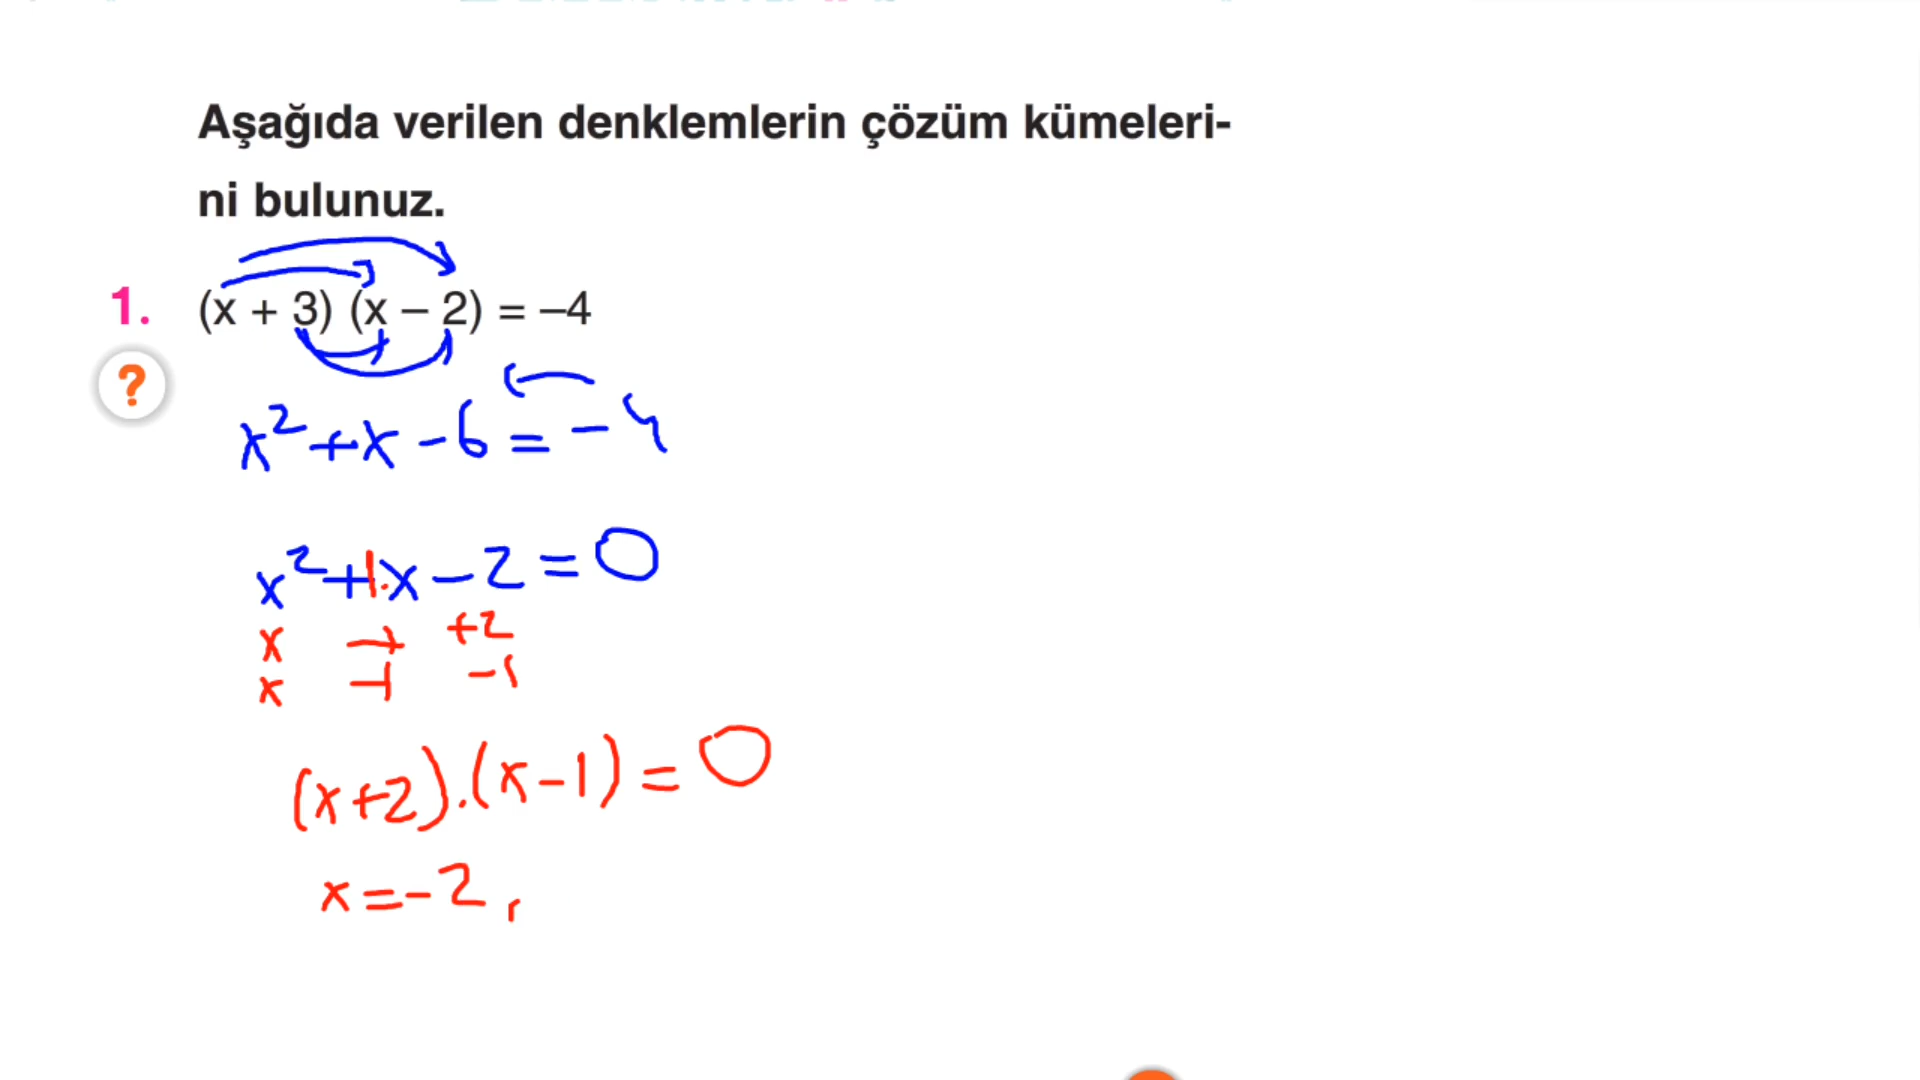 Aşağıda verilen denklemlerin çözüm kümeleri-
ni bulunuz.
1. (x + 3) (x – 2) = –4
?
x² + x - 6 = - 4
x² + 1.x - 2 = 0
x +2
x -1
(x+2).(x-1) = 0
x = -2 ,